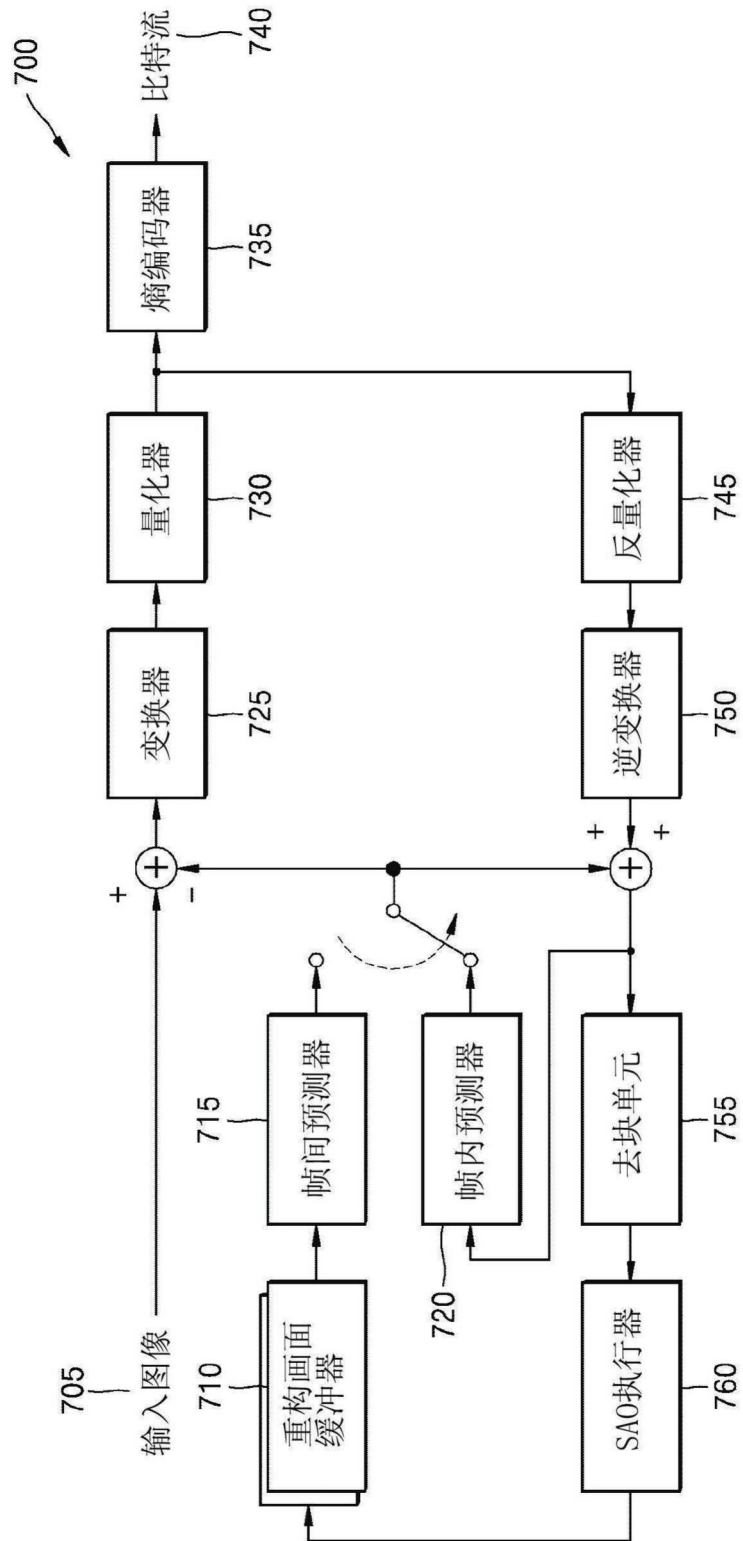 700
705
输入图像
+
-
变换器
725
量化器
730
熵编码器
735
比特流
740
710
重构画面
缓冲器
715
帧间预测器
帧内预测器
720
+
+
SAO执行器
760
去块单元
755
逆变换器
750
反量化器
745